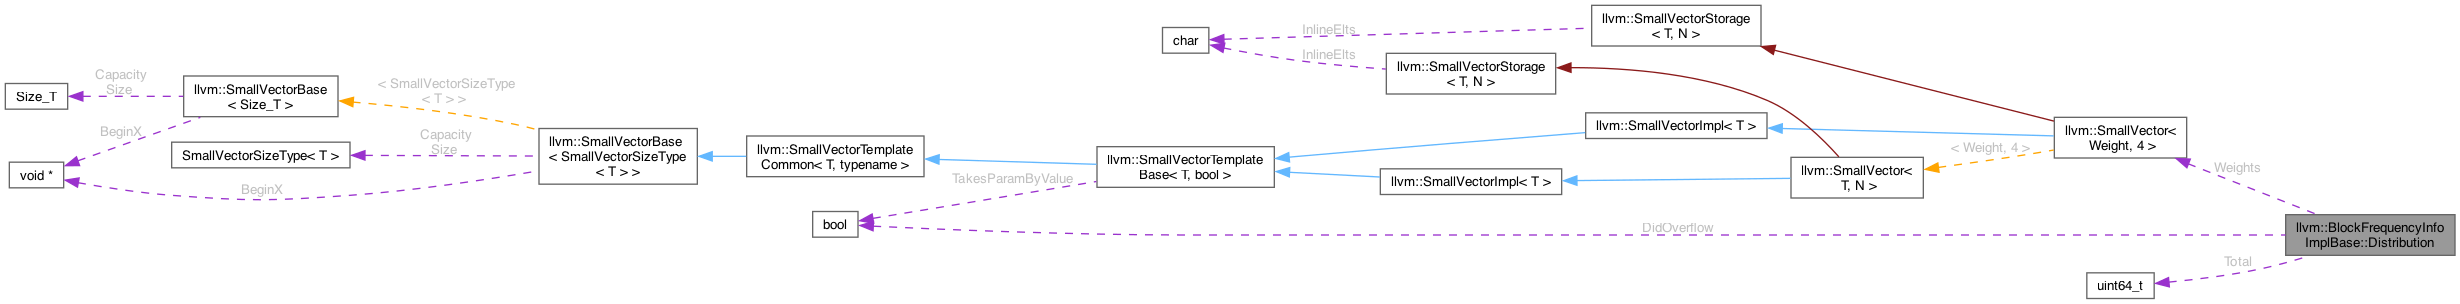 Size_T
void *
Capacity
Size
BeginX
llvm::SmallVectorBase
< Size_T >
SmallVectorSizeType< T >
BeginX
< SmallVectorSizeType
< T > >
Capacity
Size
llvm::SmallVectorBase
< SmallVectorSizeType
< T > >
llvm::SmallVectorTemplate
Common< T, typename >
bool
TakesParamByValue
llvm::SmallVectorTemplate
Base< T, bool >
char
InlineElts
InlineElts
llvm::SmallVectorStorage
< T, N >
llvm::SmallVectorStorage
< T, N >
llvm::SmallVectorImpl< T >
llvm::SmallVectorImpl< T >
DidOverflow
llvm::SmallVector<
T, N >
< Weight, 4 >
llvm::SmallVector<
Weight, 4 >
Weights
llvm::BlockFrequencyInfo
ImplBase::Distribution
Total
uint64_t